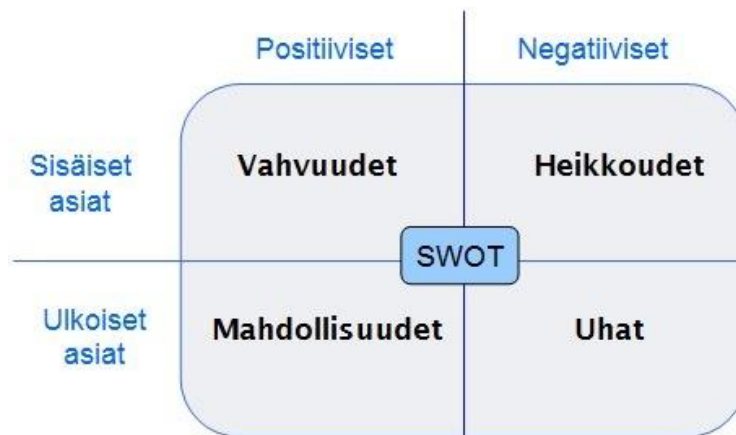 Positiiviset Negatiiviset
Sisäiset
asiat
Vahvuudet Heikkoudet
SWOT
Ulkoiset
asiat
Mahdollisuudet Uhat